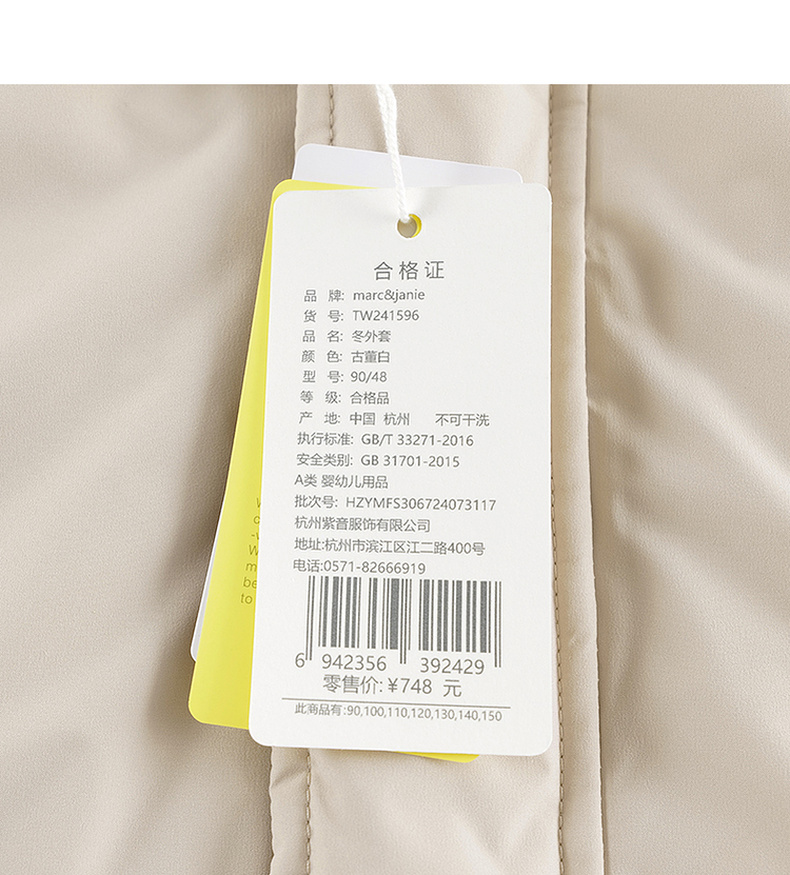 合格证
品 牌: marc&janie
货 号: TW241596
品 名: 冬外套
颜 色: 古董白
型 号: 90/48
等 级: 合格品
产 地: 中国 杭州 不可干洗
执行标准: GB/T 33271-2016
安全类别: GB 31701-2015
A类 婴幼儿用品
批次号: HZYMFS306724073117
杭州紫音服饰有限公司
地址:杭州市滨江区江二路400号
电话:0571-82666919
6 942356 392429
零售价:¥748 元
此商品有:90,100,110,120,130,140,150
W
c
-v
W
m
be
to